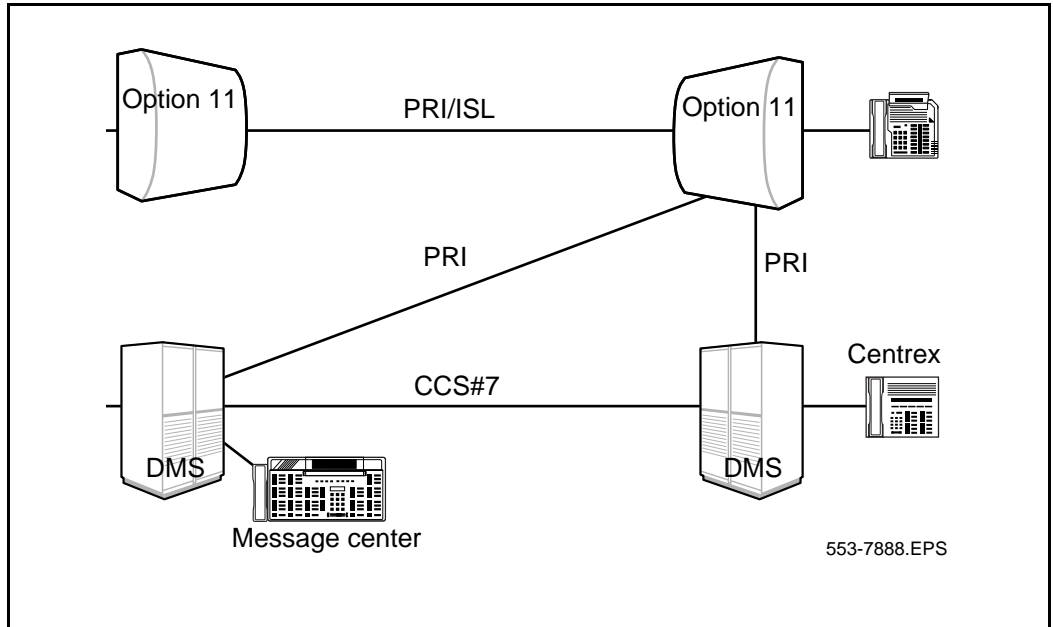 Option 11
PRI/ISL
Option 11
PRI
PRI
Centrex
CCS#7
DMS
DMS
Message center
553-7888.EPS